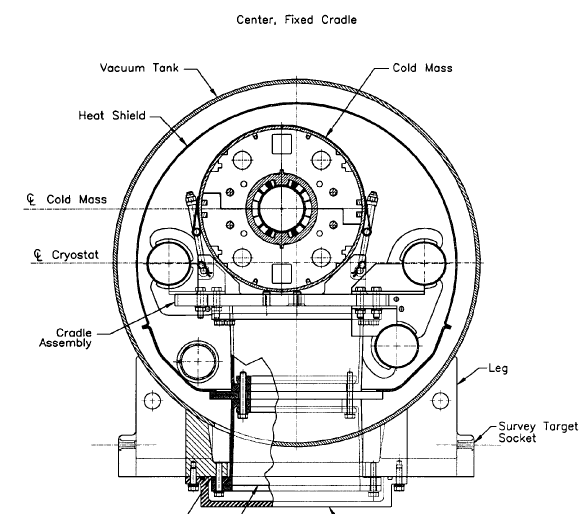 Center, Fixed Cradle
Vacuum Tank
Cold Mass
Heat Shield
℄ Cold Mass
℄ Cryostat
Cradle
Assembly
Leg
Survey Target
Socket